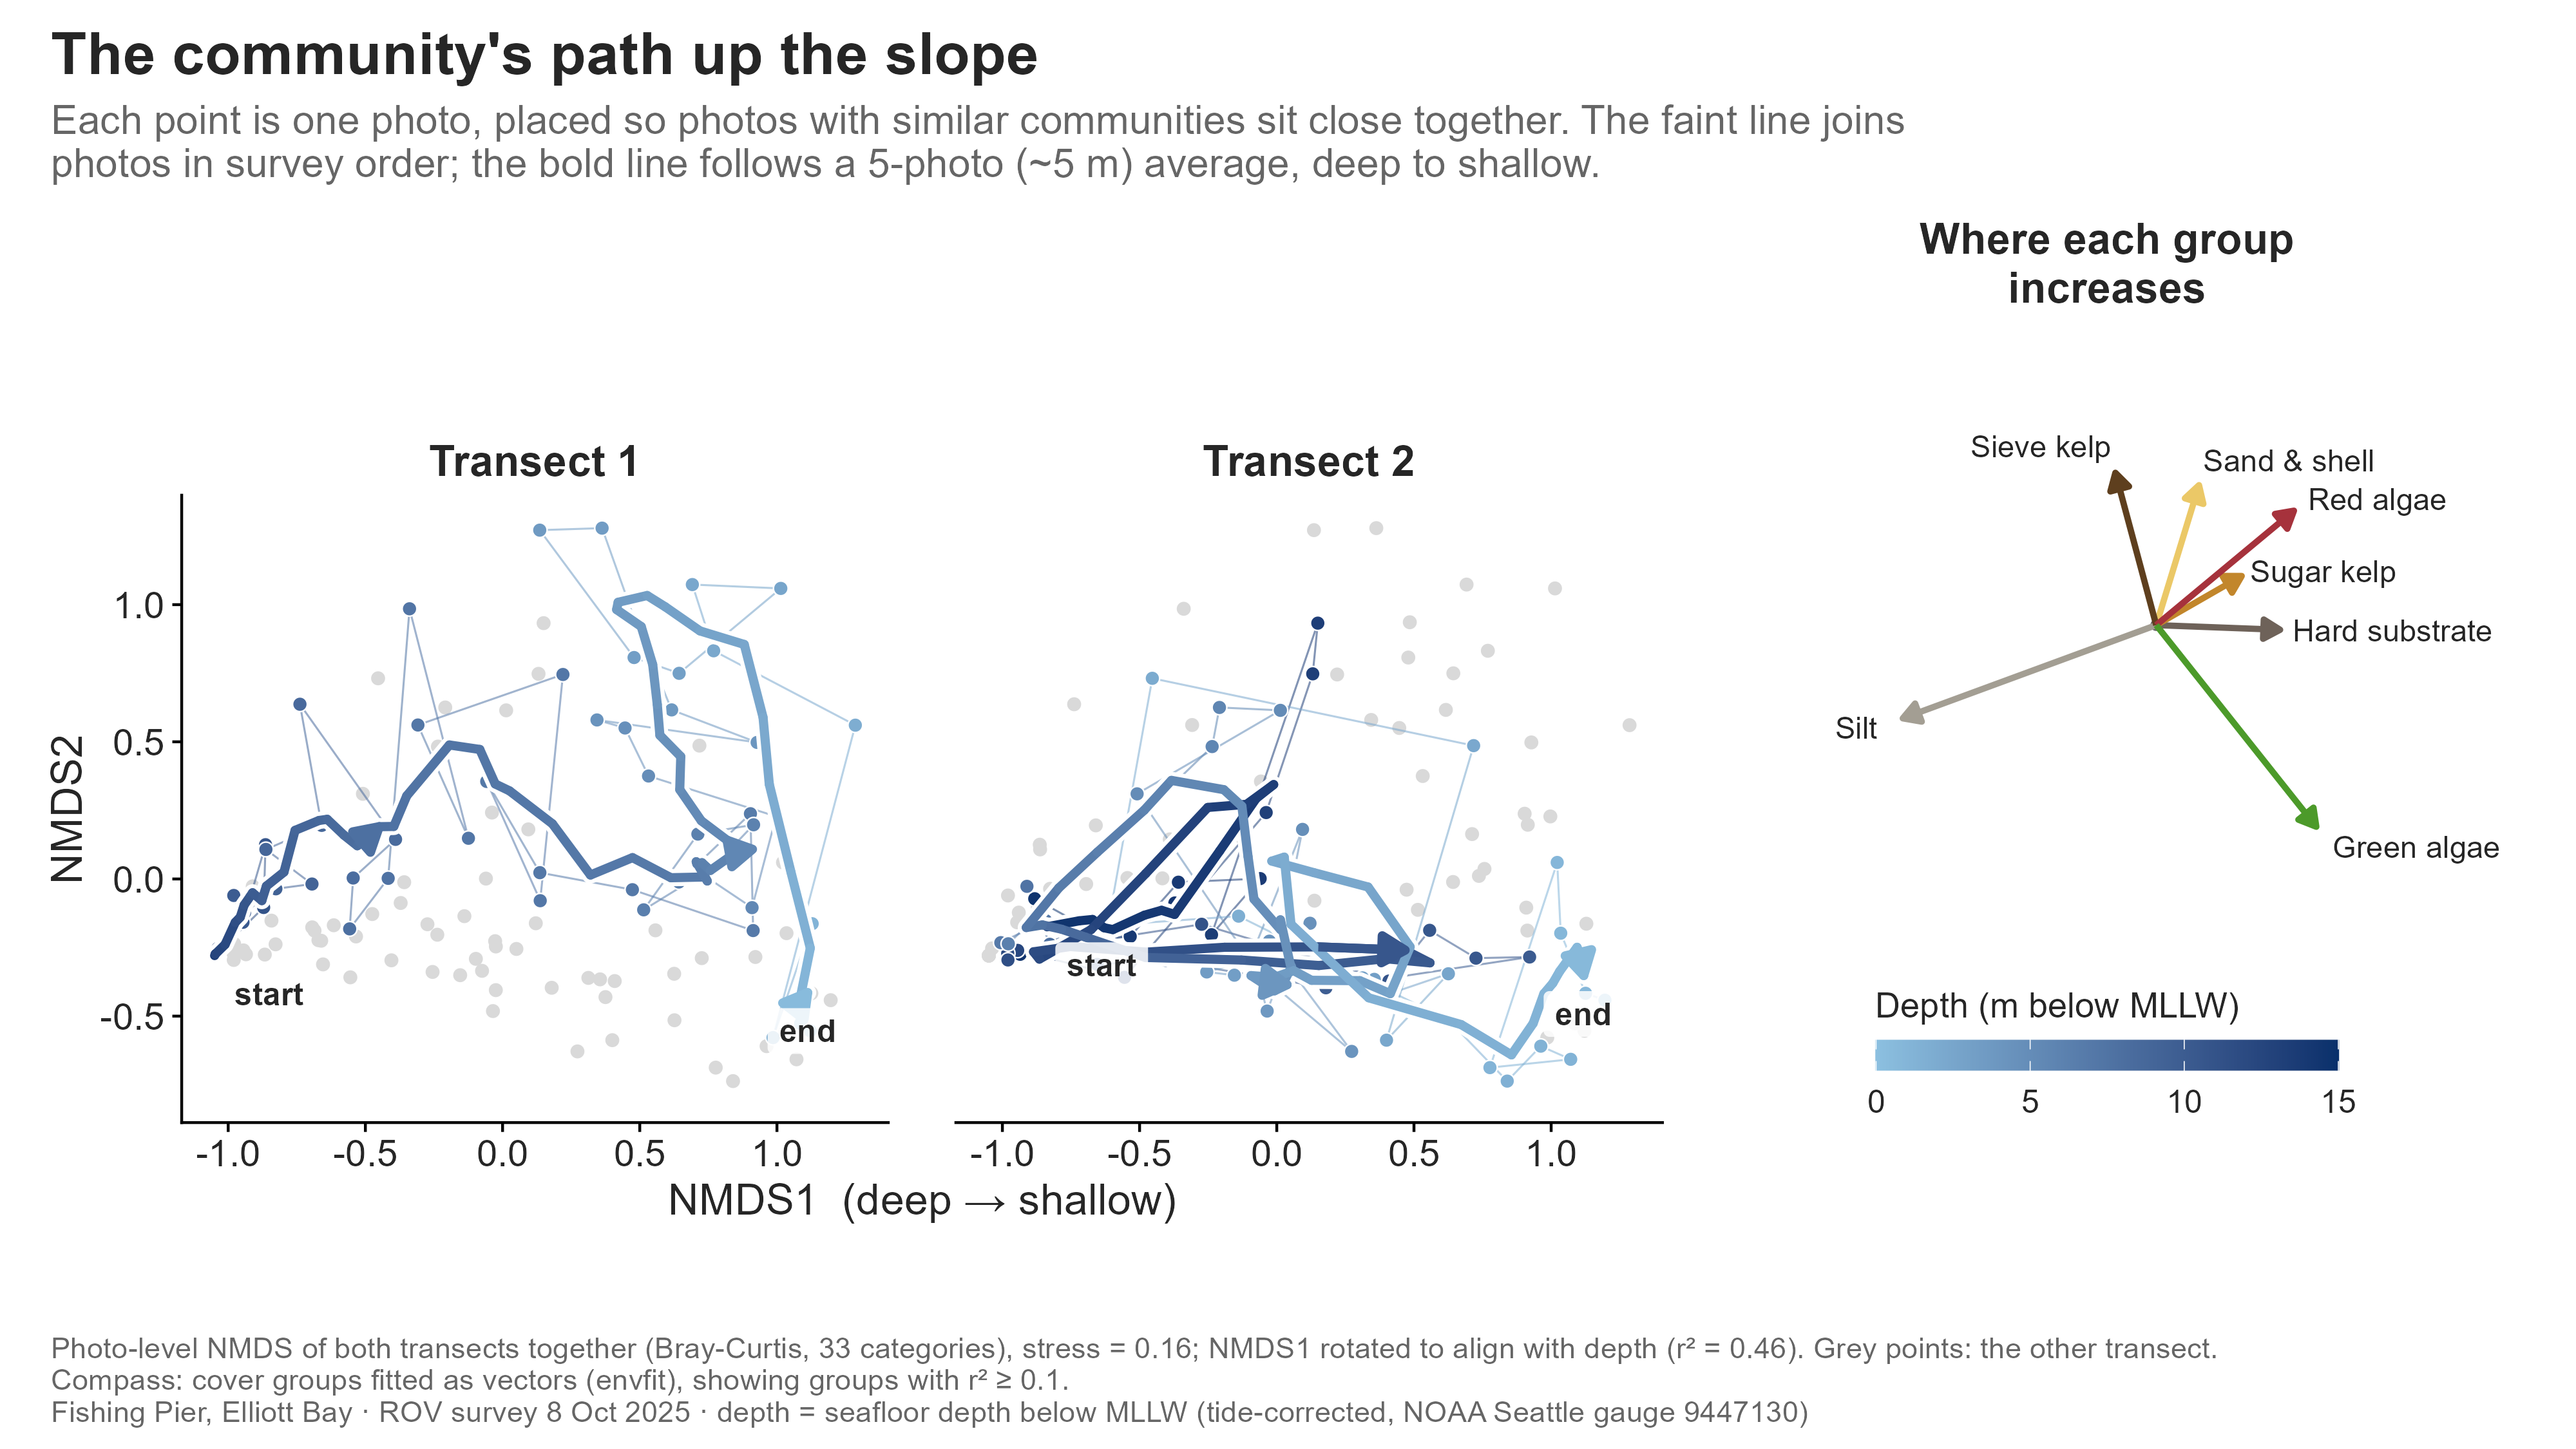 The community's path up the slope
Each point is one photo, placed so photos with similar communities sit close together. The faint line joins
photos in survey order; the bold line follows a 5-photo (~5 m) average, deep to shallow.
Where each group
increases
Transect 1
Transect 2
Sieve kelp
Sand & shell
Red algae
Sugar kelp
Hard substrate
Silt
Green algae
NMDS2
1.0
0.5
0.0
-0.5
start
end
start
end
-1.0 -0.5 0.0 0.5 1.0
-1.0 -0.5 0.0 0.5 1.0
NMDS1 (deep → shallow)
Depth (m below MLLW)
0 5 10 15
Photo-level NMDS of both transects together (Bray-Curtis, 33 categories), stress = 0.16; NMDS1 rotated to align with depth (r² = 0.46). Grey points: the other transect.
Compass: cover groups fitted as vectors (envfit), showing groups with r² ≥ 0.1.
Fishing Pier, Elliott Bay · ROV survey 8 Oct 2025 · depth = seafloor depth below MLLW (tide-corrected, NOAA Seattle gauge 9447130)